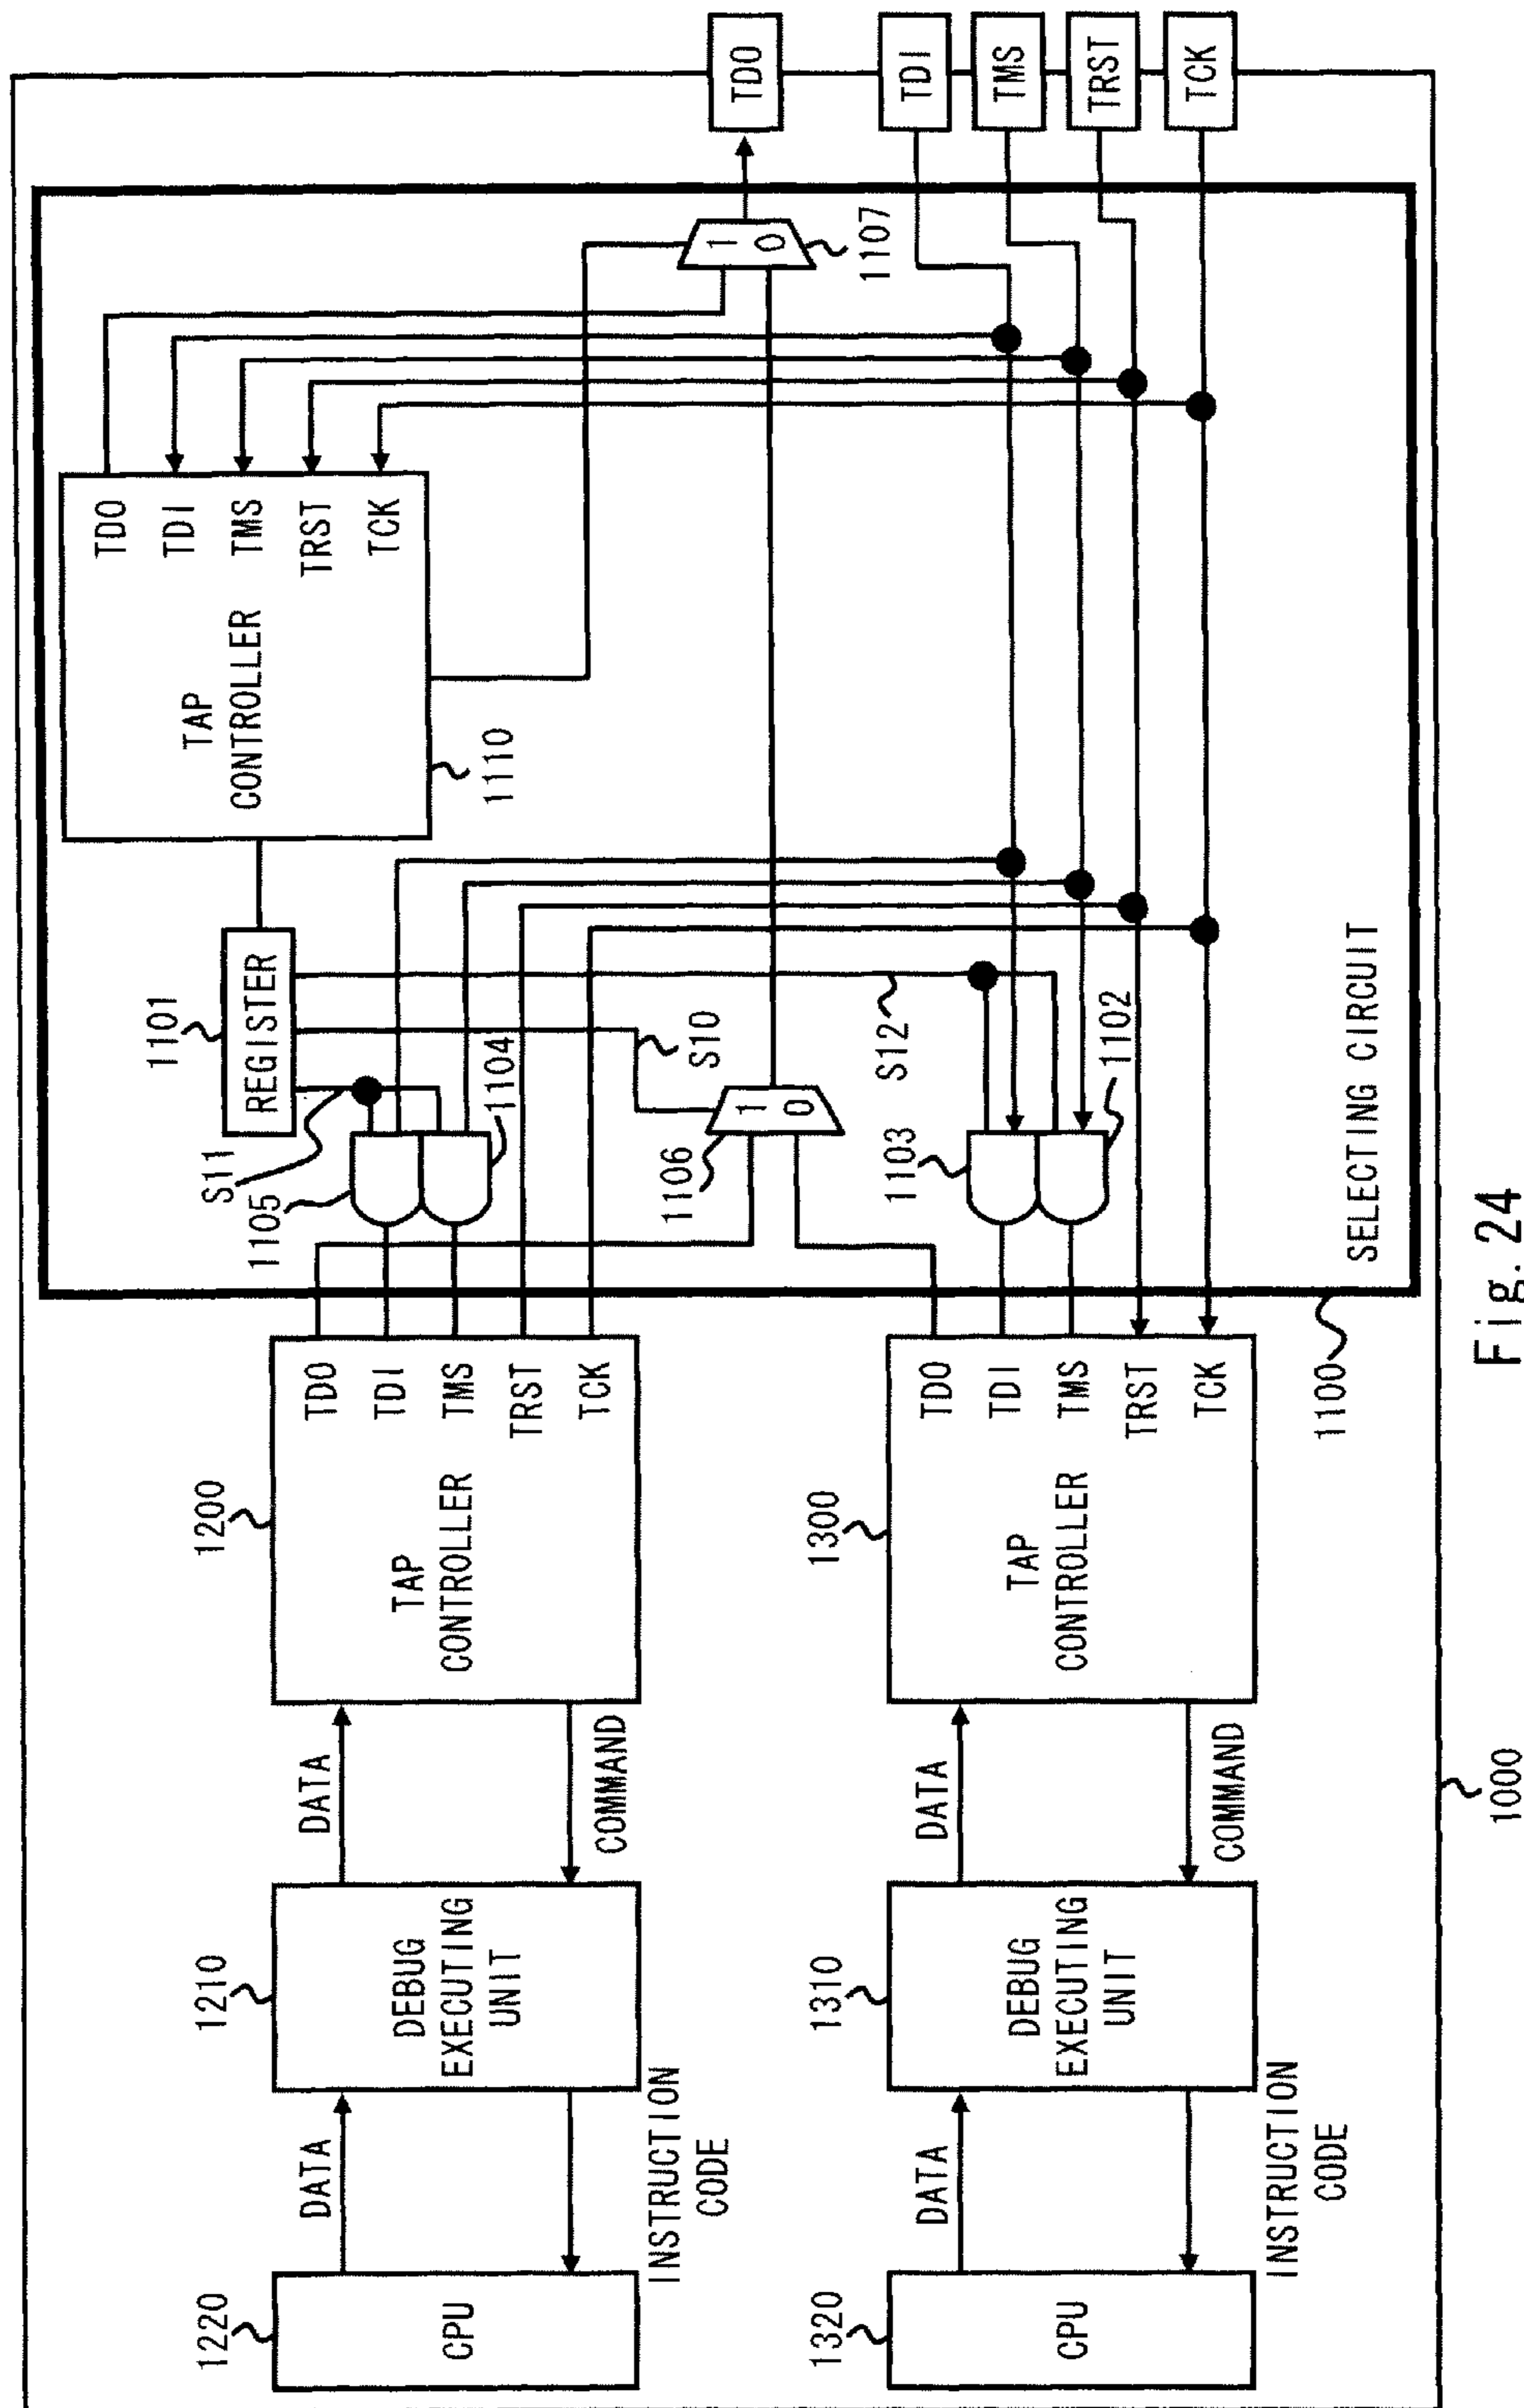 1220
CPU
DATA
INSTRUCTION
CODE
1210
DEBUG
EXECUTING
UNIT
DATA
COMMAND
1200
TAP
CONTROLLER
TDO
TDI
TMS
TRST
TCK
1320
CPU
DATA
INSTRUCTION
CODE
1310
DEBUG
EXECUTING
UNIT
DATA
COMMAND
1300
TAP
CONTROLLER
TDO
TDI
TMS
TRST
TCK
1101
REGISTER
S11
1105
1104
S10
1106
1
0
S12
1103
1102
TAP
CONTROLLER
1110
TDO
TDI
TMS
TRST
TCK
1
0
1107
TDO
TDI
TMS
TRST
TCK
SELECTING CIRCUIT
1100
1000
Fig. 24